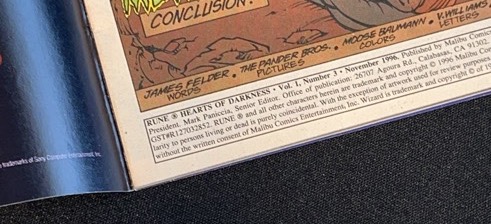 CONCLUSION.
JAMES FELDER • THE PANDER BROS. • MOOSE BAUMANN • V. WILLIAMS
WORDS PICTURES COLORS LETTERS
RUNE ® HEARTS OF DARKNESS • Vol. 1, Number 3 • November 1996. Published by Malibu Comics
President. Mark Paniccia, Senior Editor. Office of publication: 26707 Agoura Rd., Calabasas, CA 91302.
GST#R127032852. RUNE ® and all other characters herein are trademark and copyright © 1996 Malibu Com
larity to persons living or dead is purely coincidental. With the exception of artwork used for review purposes,
without the written consent of Malibu Comics Entertainment, Inc. Wizard is trademark and copyright © of
trademarks of Sony Computer Entertainment, Inc.